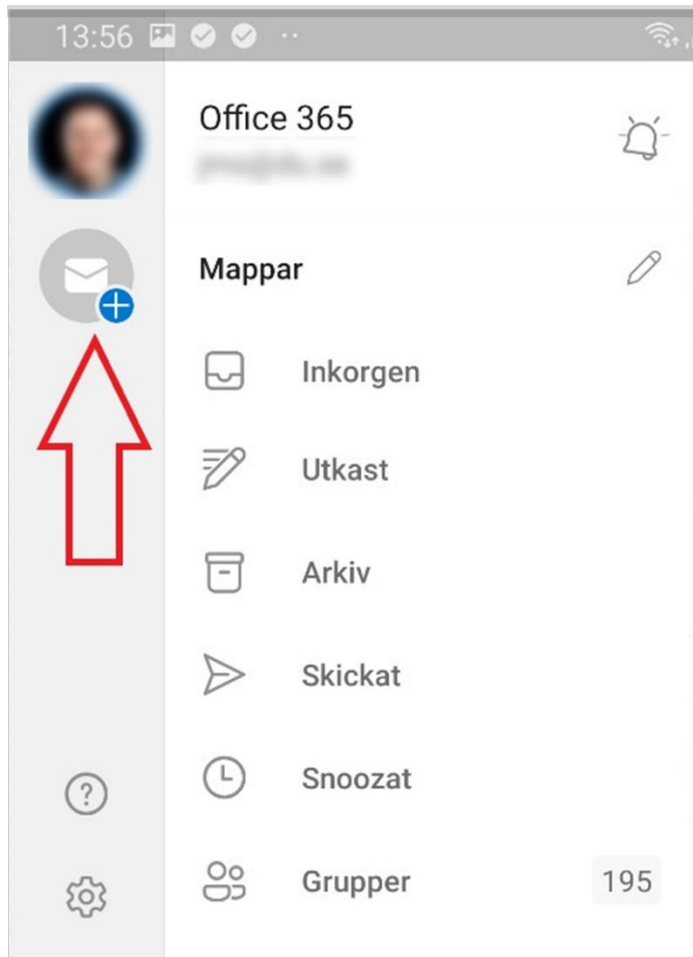 13:56
Office 365
Mappar
Inkorgen
Utkast
Arkiv
Skickat
Snoozat
Grupper 195